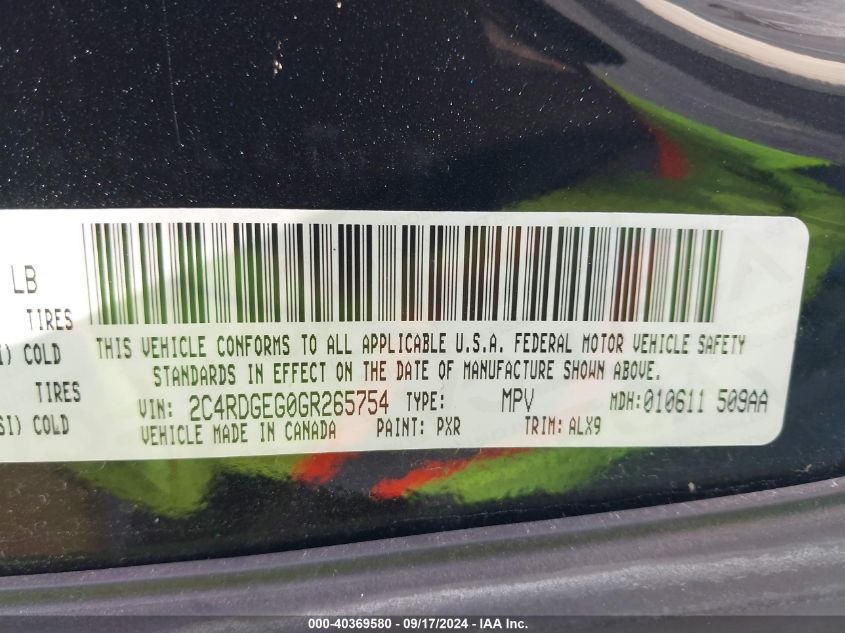 LB
TIRES
I) COLD
TIRES
SI) COLD
THIS VEHICLE CONFORMS TO ALL APPLICABLE U.S.A. FEDERAL MOTOR VEHICLE SAFETY
STANDARDS IN EFFECT ON THE DATE OF MANUFACTURE SHOWN ABOVE.
VIN: 2C4RDGEG0GR265754 TYPE: MPV MDH: 010611 509AA
VEHICLE MADE IN CANADA PAINT: PXR TRIM: ALX9
000-40369580 - 09/17/2024 - IAA Inc.